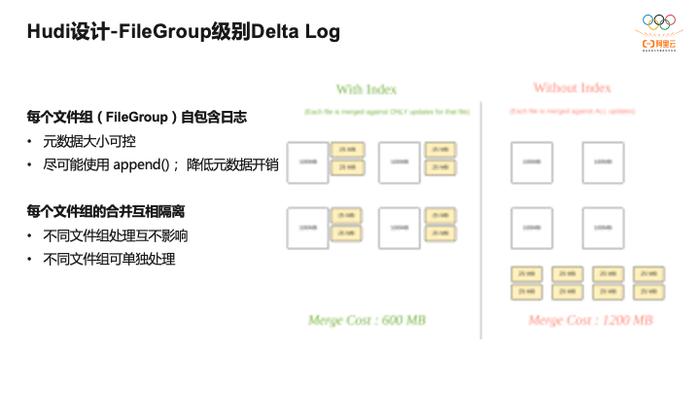 Hudi设计-FileGroup级别Delta Log
阿里云
每个文件组（FileGroup）自包含日志
• 元数据大小可控
• 尽可能使用 append()； 降低元数据开销
每个文件组的合并互相隔离
• 不同文件组处理互不影响
• 不同文件组可单独处理
With Index
(Each file is merged against ONLY updates for that file)
100MB
25 MB
25 MB
100MB
25 MB
25 MB
100MB
25 MB
25 MB
100MB
25 MB
25 MB
Merge Cost : 600 MB
Without Index
(Each file is merged against ALL updates)
100MB
100MB
100MB
100MB
25 MB
25 MB
25 MB
25 MB
25 MB
25 MB
25 MB
25 MB
Merge Cost : 1200 MB